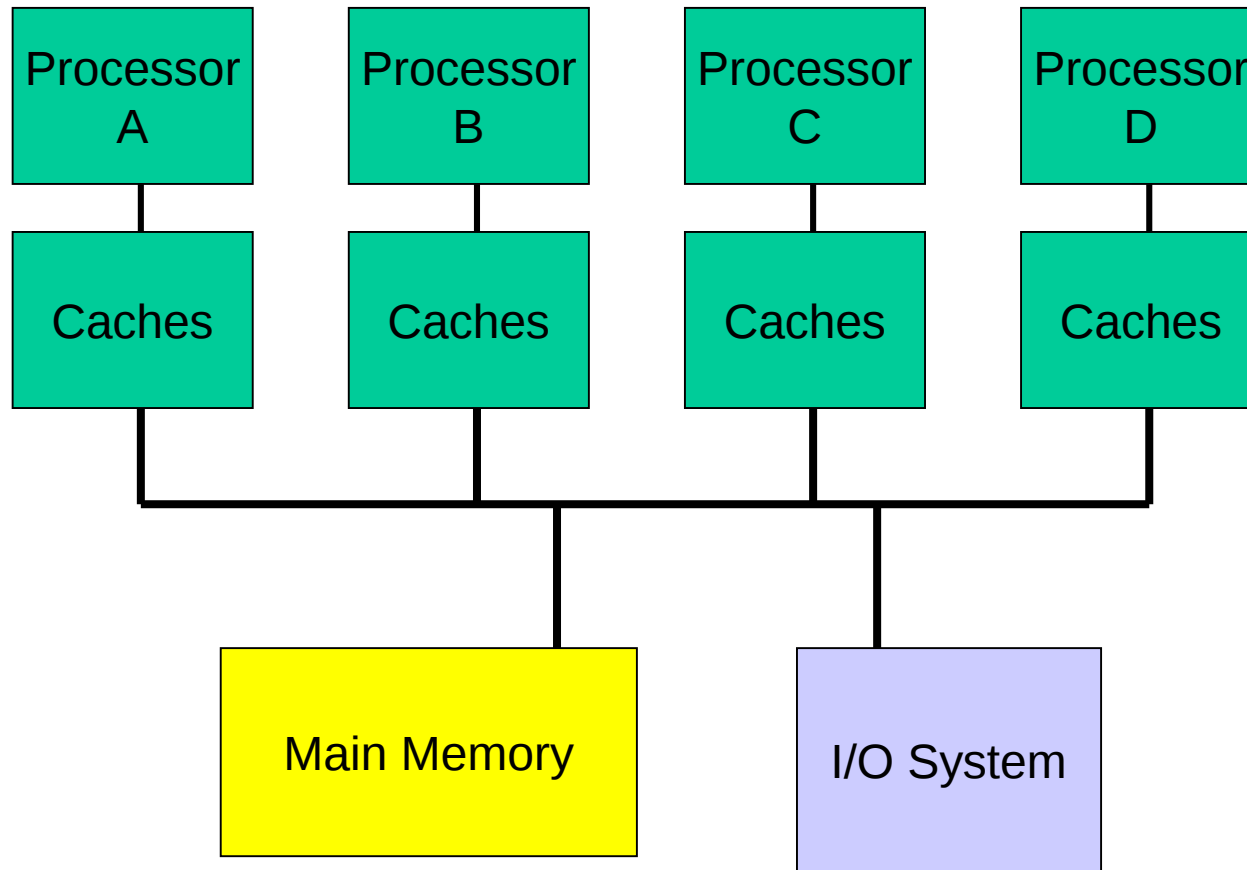 Processor
A
Processor
B
Processor
C
Processor
D
Caches
Caches
Caches
Caches
Main Memory
I/O System